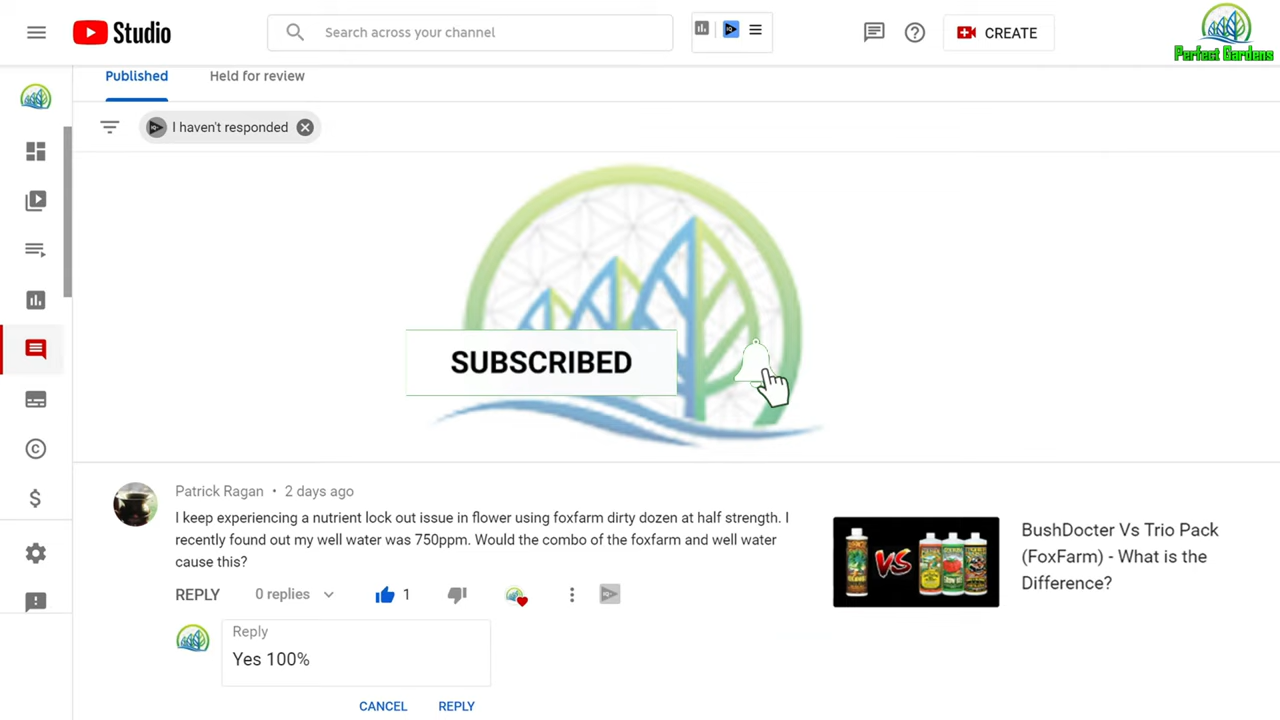 Studio
Search across your channel
CREATE
Perfect Gardens
Published
Held for review
I haven't responded
SUBSCRIBED
Patrick Ragan • 2 days ago
I keep experiencing a nutrient lock out issue in flower using foxfarm dirty dozen at half strength. I
recently found out my well water was 750ppm. Would the combo of the foxfarm and well water
cause this?
REPLY
0 replies
1
VS
BushDocter Vs Trio Pack
(FoxFarm) - What is the
Difference?
Reply
Yes 100%
CANCEL
REPLY